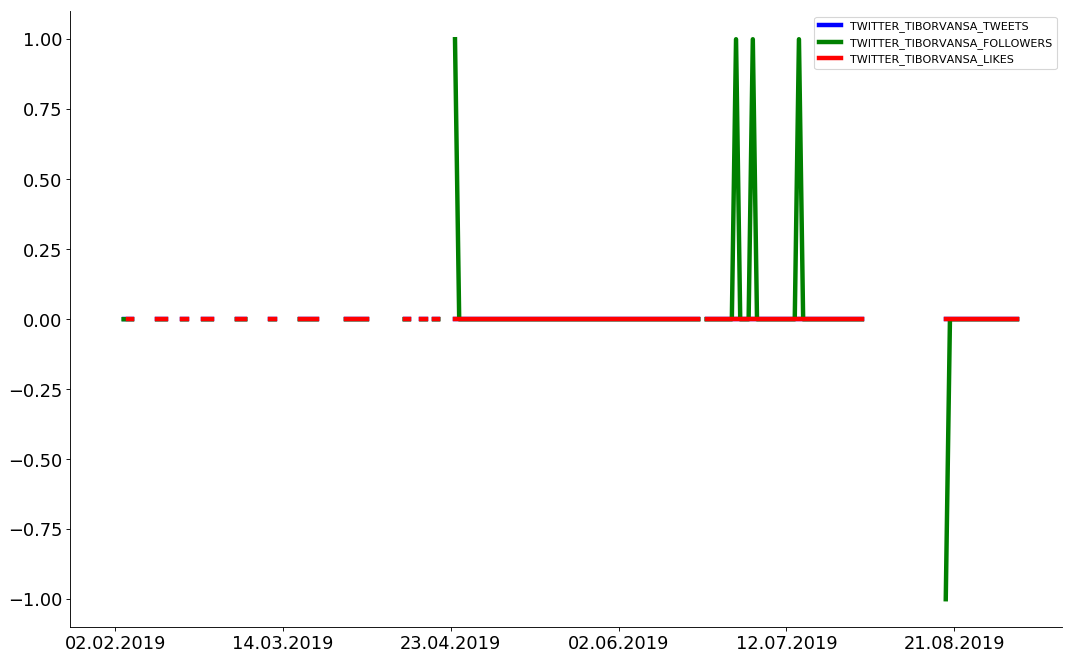 TWITTER_TIBORVANSA_TWEETS
TWITTER_TIBORVANSA_FOLLOWERS
TWITTER_TIBORVANSA_LIKES
1.00
0.75
0.50
0.25
0.00
−0.25
−0.50
−0.75
−1.00
02.02.2019 14.03.2019 23.04.2019 02.06.2019 12.07.2019 21.08.2019